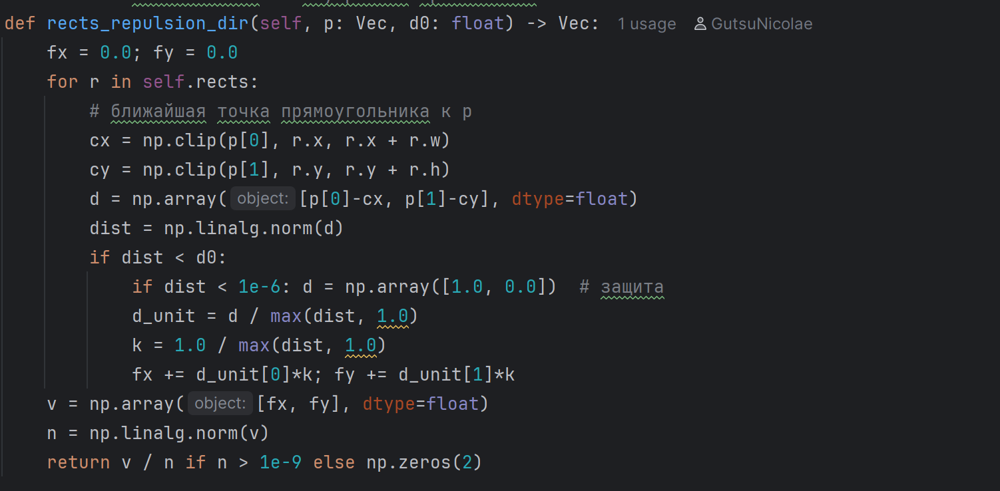 def rects_repulsion_dir(self, p: Vec, d0: float) -> Vec: 1 usage GutsuNicolae
fx = 0.0; fy = 0.0
for r in self.rects:
# ближайшая точка прямоугольника к p
cx = np.clip(p[0], r.x, r.x + r.w)
cy = np.clip(p[1], r.y, r.y + r.h)
d = np.array( object: [p[0]-cx, p[1]-cy], dtype=float)
dist = np.linalg.norm(d)
if dist < d0:
if dist < 1e-6: d = np.array([1.0, 0.0]) # защита
d_unit = d / max(dist, 1.0)
k = 1.0 / max(dist, 1.0)
fx += d_unit[0]*k; fy += d_unit[1]*k
v = np.array( object: [fx, fy], dtype=float)
n = np.linalg.norm(v)
return v / n if n > 1e-9 else np.zeros(2)